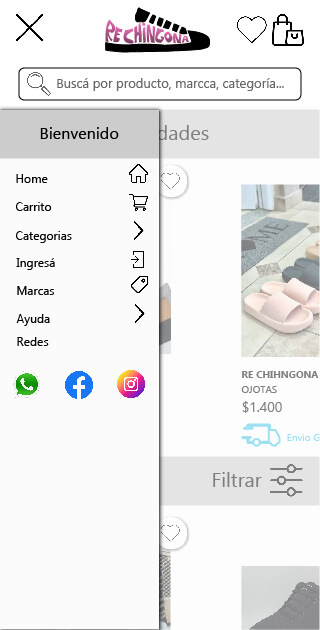 RE CHINGONA
Buscá por producto, marcca, categoría...
Bienvenido
dades
Home
Carrito
Categorias
Ingresá
Marcas
Ayuda
Redes
RE CHIHNGONA
OJOTAS
$1.400
Envio G
Filtrar